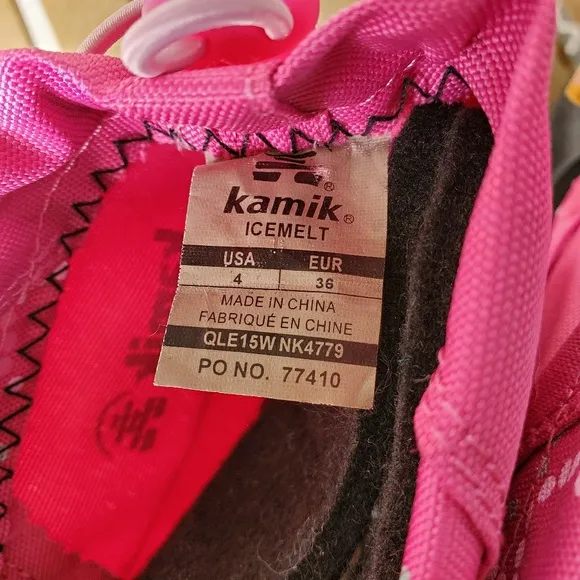 kamik®
ICEMELT
USA EUR
4 36
MADE IN CHINA
FABRIQUÉ EN CHINE
QLE15W NK4779
PO NO. 77410